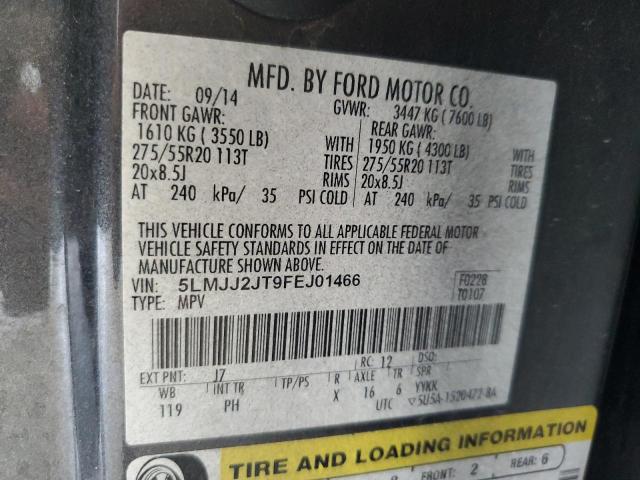 MFD. BY FORD MOTOR CO.
DATE: 09/14 GVWR: 3447 KG ( 7600 LB)
FRONT GAWR: REAR GAWR:
1610 KG ( 3550 LB) WITH 1950 KG ( 4300 LB) WITH
275/55R20 113T TIRES 275/55R20 113T TIRES
20x8.5J RIMS 20x8.5J RIMS
AT 240 kPa/ 35 PSI COLD AT 240 kPa/ 35 PSI COLD
THIS VEHICLE CONFORMS TO ALL APPLICABLE FEDERAL MOTOR
VEHICLE SAFETY STANDARDS IN EFFECT ON THE DATE OF
MANUFACTURE SHOWN ABOVE.
VIN: 5LMJJ2JT9FEJ01466 F0228
TYPE: MPV T0107
EXT PNT: J7 RC: 12 DSO:
WB INT TR TP/PS R AXLE TR SPR
119 PH X 16 6 YYKK
UTC 5U5A-1520472-BA
TIRE AND LOADING INFORMATION
FRONT: 2 REAR: 6